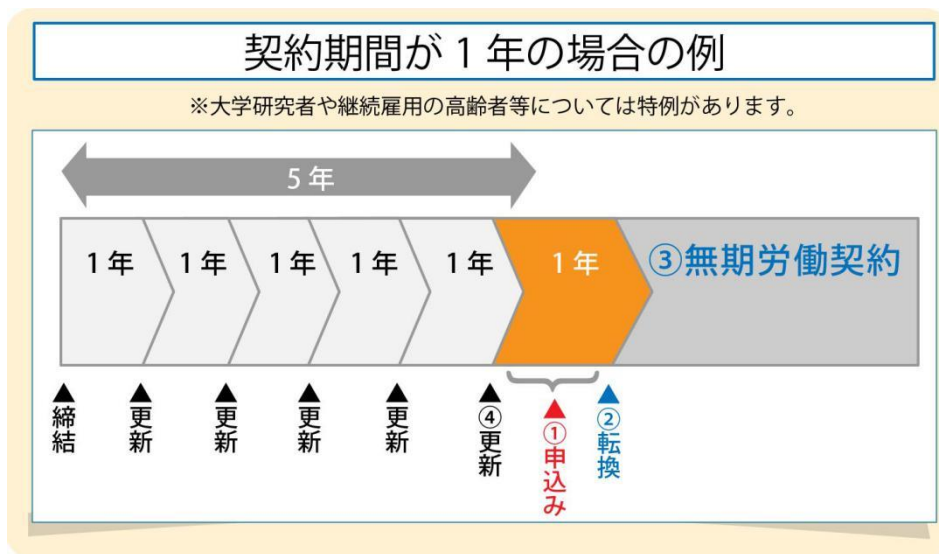 契約期間が1年の場合の例
※大学研究者や継続雇用の高齢者等については特例があります。
5年
1年
1年
1年
1年
1年
1年
③無期労働契約
▲締結
▲更新
▲更新
▲更新
▲更新
▲④更新
▲①申込み
▲②転換